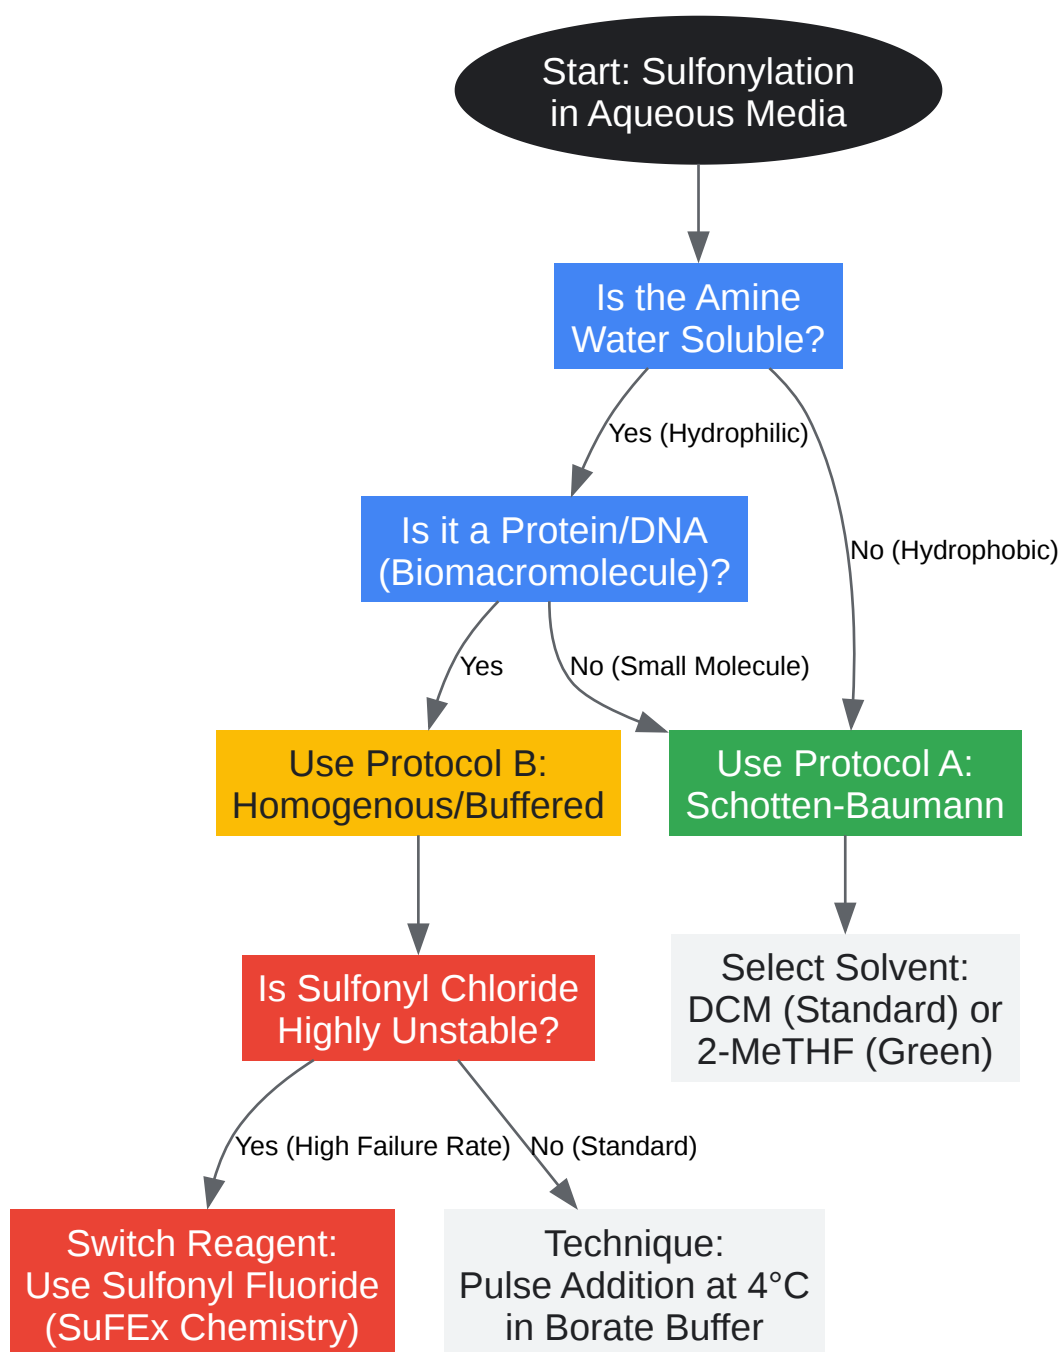 Start: Sulfonylation
in Aqueous Media
Is the Amine
Water Soluble?
Yes (Hydrophilic)
Is it a Protein/DNA
(Biomacromolecule)?
No (Hydrophobic)
Yes
No (Small Molecule)
Use Protocol B:
Homogenous/Buffered
Use Protocol A:
Schotten-Baumann
Is Sulfonyl Chloride
Highly Unstable?
Select Solvent:
DCM (Standard) or
2-MeTHF (Green)
Yes (High Failure Rate)
No (Standard)
Switch Reagent:
Use Sulfonyl Fluoride
(SuFEx Chemistry)
Technique:
Pulse Addition at 4°C
in Borate Buffer